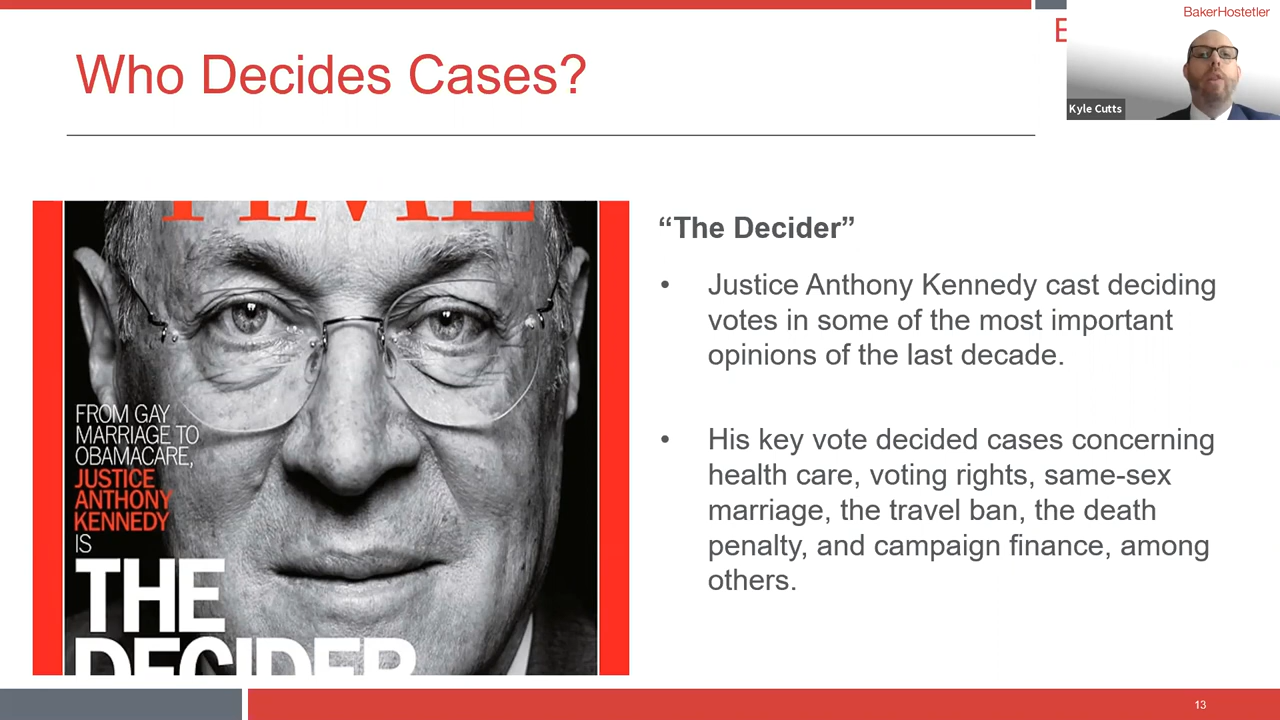 BakerHostetler
Who Decides Cases?
Kyle Cutts
TIME
FROM GAY
MARRIAGE TO
OBAMACARE,
JUSTICE
ANTHONY
KENNEDY
IS
THE
DECIDER
“The Decider”
• Justice Anthony Kennedy cast deciding
votes in some of the most important
opinions of the last decade.
• His key vote decided cases concerning
health care, voting rights, same-sex
marriage, the travel ban, the death
penalty, and campaign finance, among
others.
13